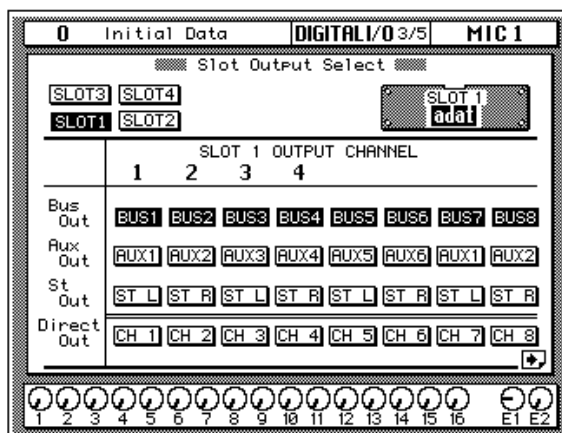 0 Initial Data DIGITAL I/O 3/5 MIC 1
Slot Output Select
SLOT3 SLOT4
SLOT 1
SLOT1 SLOT2
adat
SLOT 1 OUTPUT CHANNEL
1 2 3 4
Bus Out BUS1 BUS2 BUS3 BUS4 BUS5 BUS6 BUS7 BUS8
Aux Out AUX1 AUX2 AUX3 AUX4 AUX5 AUX6 AUX1 AUX2
St Out ST L ST R ST L ST R ST L ST R ST L ST R
Direct Out CH 1 CH 2 CH 3 CH 4 CH 5 CH 6 CH 7 CH 8
1 2 3 4 5 6 7 8 9 10 11 12 13 14 15 16 E1 E2